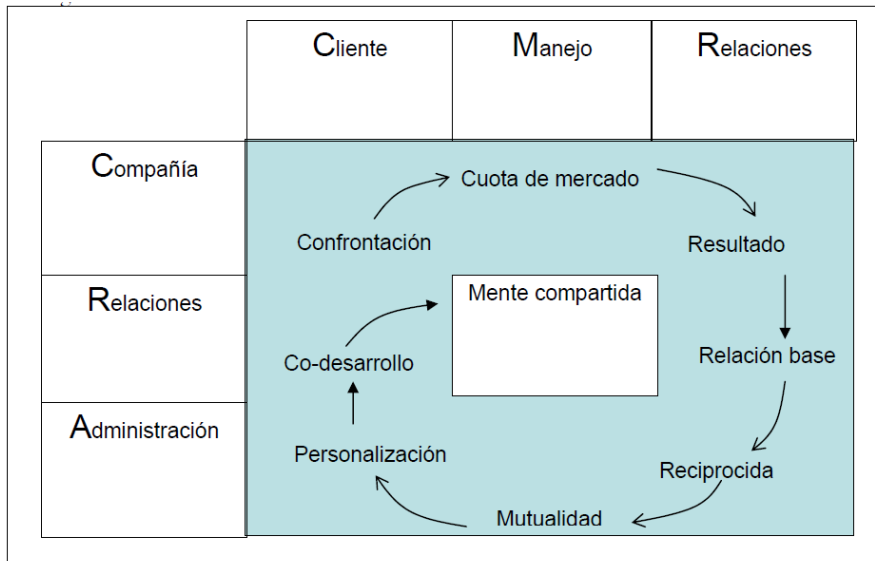 Cliente
Manejo
Relaciones
Compañía
Cuota de mercado
Confrontación
Resultado
Relaciones
Mente compartida
Co-desarrollo
Relación base
Administración
Personalización
Reciprocida
Mutualidad